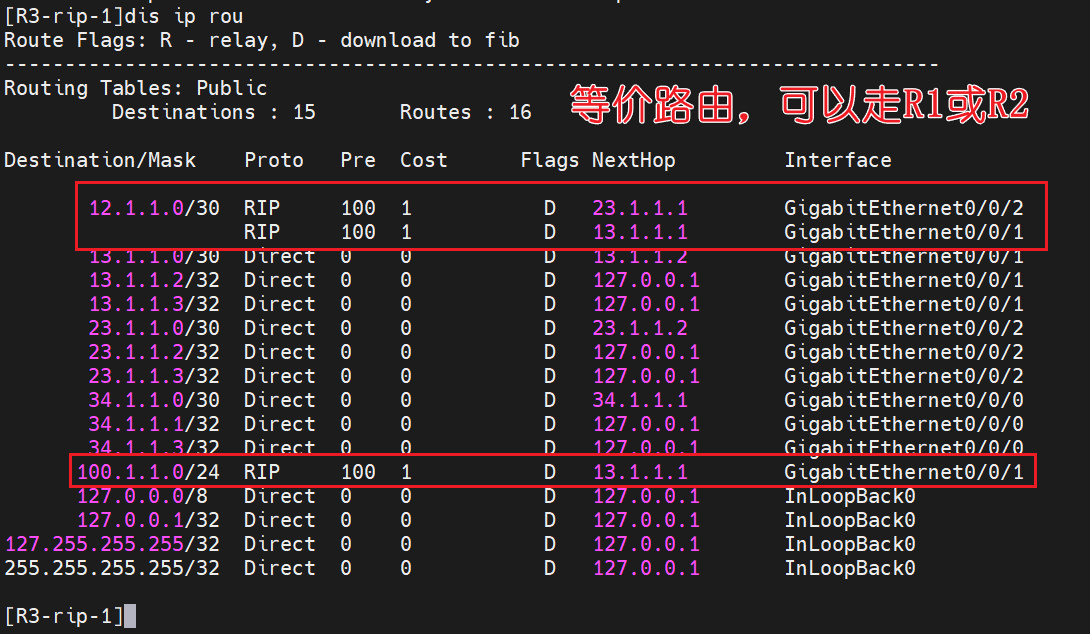 [R3-rip-1]dis ip rou
Route Flags: R - relay, D - download to fib
------------------------------------------------------------------------------
Routing Tables: Public
Destinations : 15 Routes : 16
等价路由，可以走R1或R2
Destination/Mask Proto Pre Cost Flags NextHop Interface
12.1.1.0/30 RIP 100 1 D 23.1.1.1 GigabitEthernet0/0/2
RIP 100 1 D 13.1.1.1 GigabitEthernet0/0/1
13.1.1.0/30 Direct 0 0 D 13.1.1.2 GigabitEthernet0/0/1
13.1.1.2/32 Direct 0 0 D 127.0.0.1 GigabitEthernet0/0/1
13.1.1.3/32 Direct 0 0 D 127.0.0.1 GigabitEthernet0/0/1
23.1.1.0/30 Direct 0 0 D 23.1.1.2 GigabitEthernet0/0/2
23.1.1.2/32 Direct 0 0 D 127.0.0.1 GigabitEthernet0/0/2
23.1.1.3/32 Direct 0 0 D 127.0.0.1 GigabitEthernet0/0/2
34.1.1.0/30 Direct 0 0 D 34.1.1.1 GigabitEthernet0/0/0
34.1.1.1/32 Direct 0 0 D 127.0.0.1 GigabitEthernet0/0/0
34.1.1.3/32 Direct 0 0 D 127.0.0.1 GigabitEthernet0/0/0
100.1.1.0/24 RIP 100 1 D 13.1.1.1 GigabitEthernet0/0/1
127.0.0.0/8 Direct 0 0 D 127.0.0.1 InLoopBack0
127.0.0.1/32 Direct 0 0 D 127.0.0.1 InLoopBack0
127.255.255.255/32 Direct 0 0 D 127.0.0.1 InLoopBack0
255.255.255.255/32 Direct 0 0 D 127.0.0.1 InLoopBack0
[R3-rip-1]